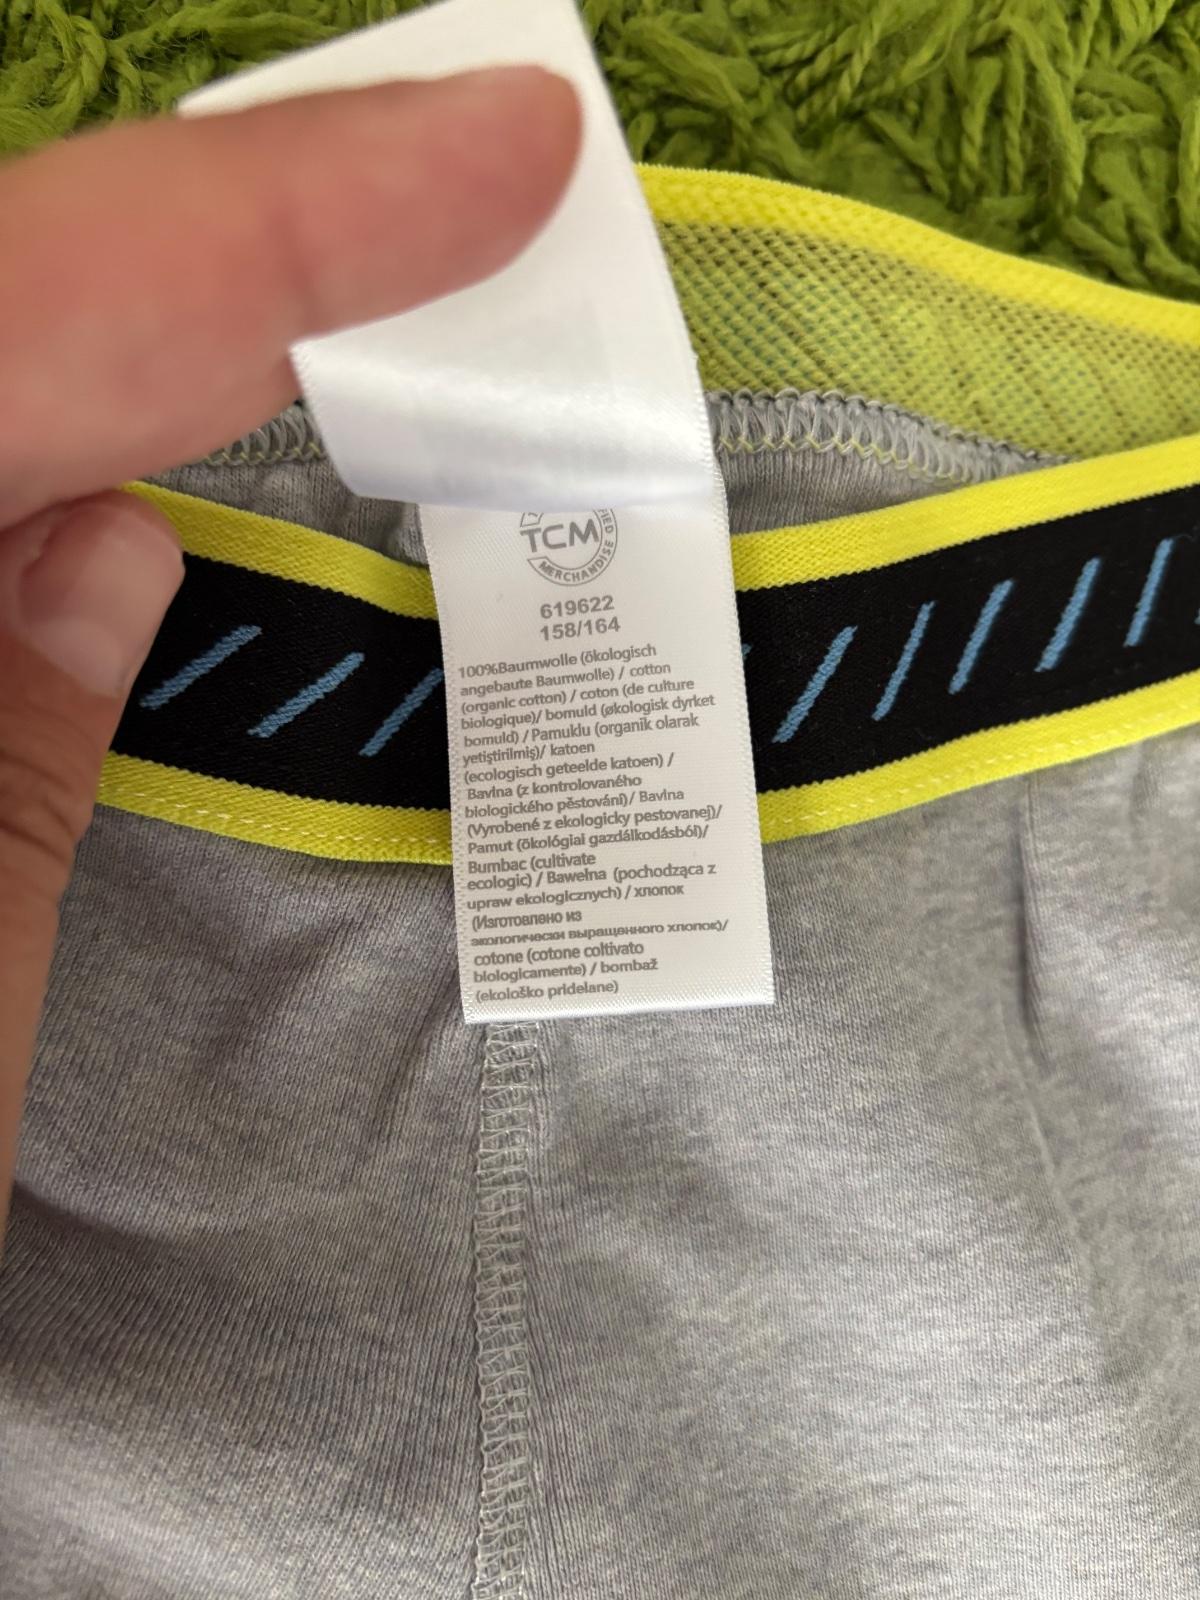 TCM
MERCHANDISE
619622
158/164
100%Baumwolle (ökologisch
angebaute Baumwolle) / cotton
(organic cotton) / coton (de culture
biologique)/ bomuld (økologisk dyrket
bomuld) / Pamuklu (organik olarak
yetiştirilmiş)/ katoen
(ecologisch geteelde katoen) /
Bavlna (z kontrolovaného
biologického pěstování)/ Bavlna
(Vyrobené z ekologicky pestovanej)/
Pamut (ökológiai gazdálkodásból)/
Bumbac (cultivate
ecologic) / Bawełna (pochodząca z
upraw ekologicznych) / хлопок
(Изготовлено из
экологически выращенного хлопок)/
cotone (cotone coltivato
biologicamente) / bombaž
(ekološko pridelane)